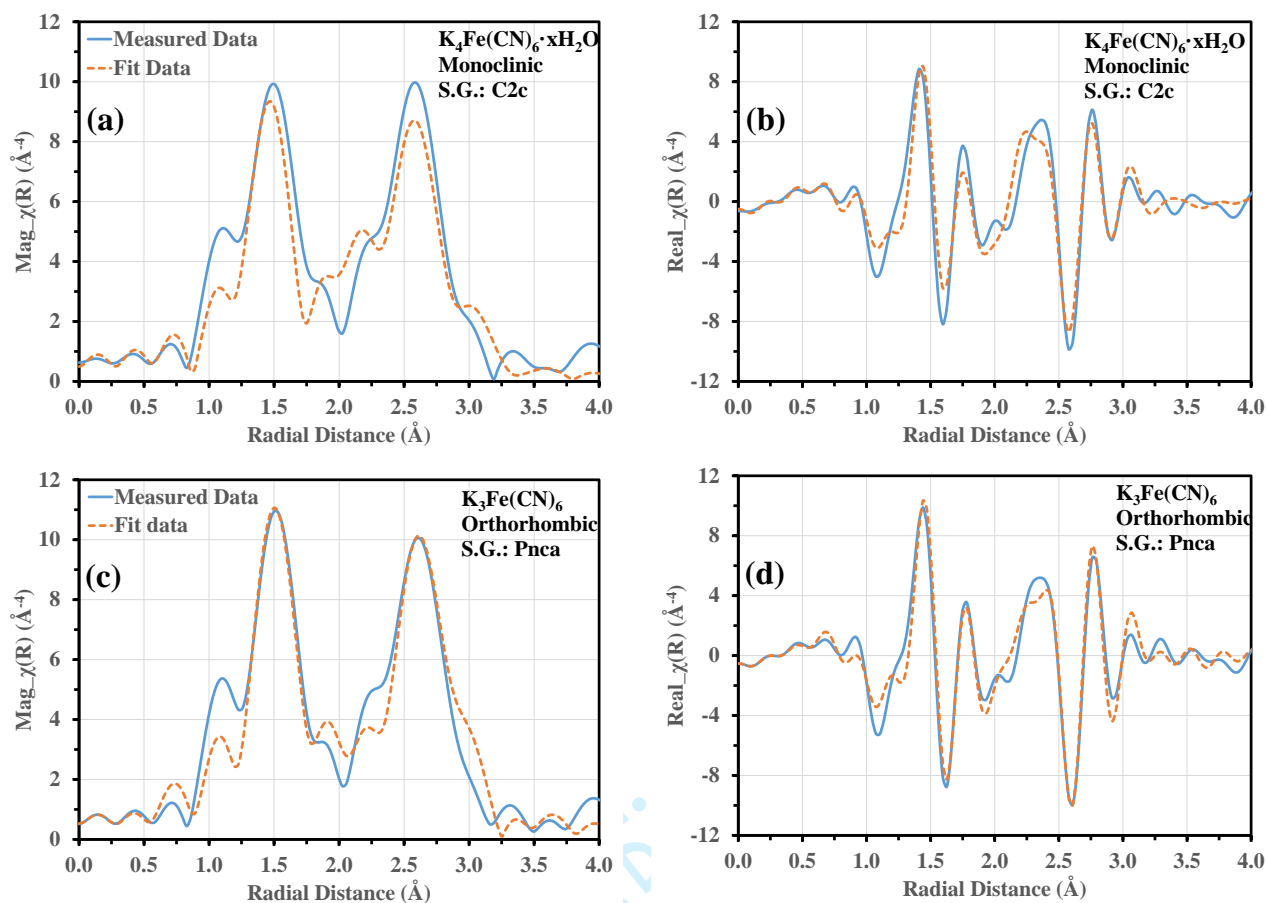 Measured Data
Fit Data
K₄Fe(CN)₆·xH₂O
Monoclinic
S.G.: C2c
(a)
Mag_χ(R) (Å⁻⁴)
12
10
8
6
4
2
0
0.0 0.5 1.0 1.5 2.0 2.5 3.0 3.5 4.0
Radial Distance (Å)
K₄Fe(CN)₆·xH₂O
Monoclinic
S.G.: C2c
(b)
Real_χ(R) (Å⁻⁴)
12
8
4
0
-4
-8
-12
0.0 0.5 1.0 1.5 2.0 2.5 3.0 3.5 4.0
Radial Distance (Å)
Measured Data
Fit data
K₃Fe(CN)₆
Orthorhombic
S.G.: Pnca
(c)
Mag_χ(R) (Å⁻⁴)
12
10
8
6
4
2
0
0.0 0.5 1.0 1.5 2.0 2.5 3.0 3.5 4.0
Radial Distance (Å)
K₃Fe(CN)₆
Orthorhombic
S.G.: Pnca
(d)
Real_χ(R) (Å⁻⁴)
12
8
4
0
-4
-8
-12
0.0 0.5 1.0 1.5 2.0 2.5 3.0 3.5 4.0
Radial Distance (Å)